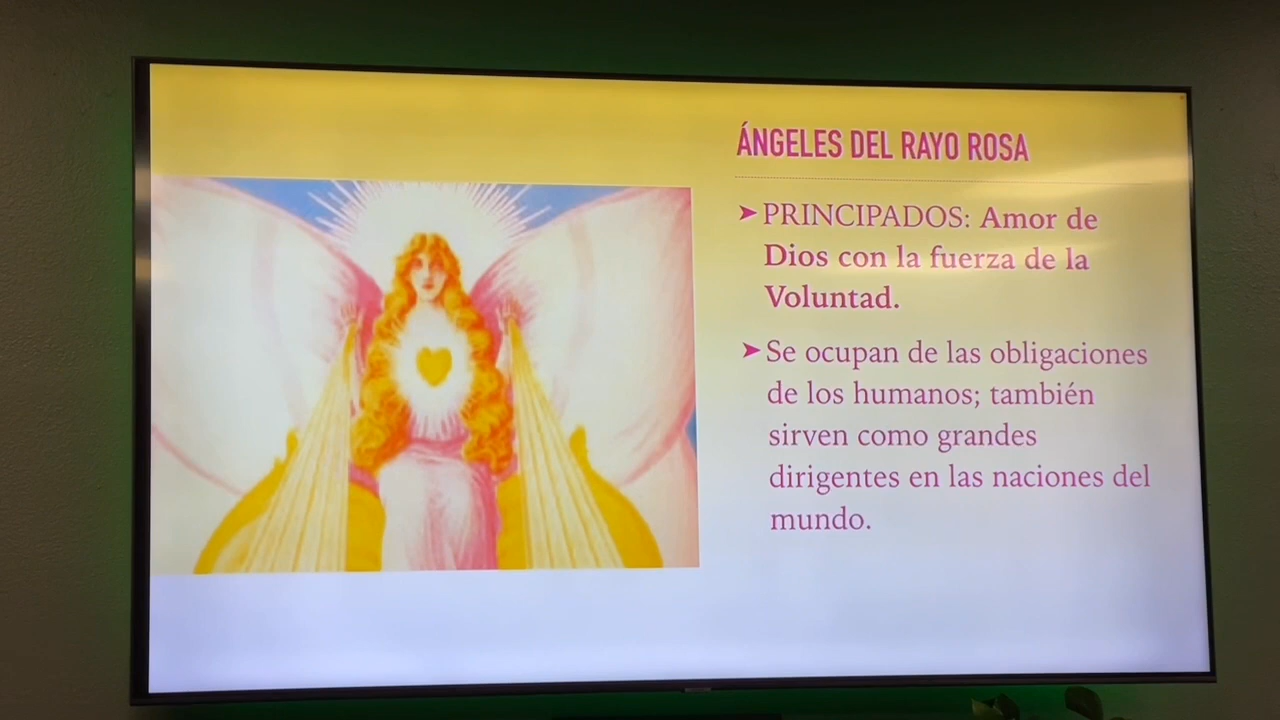 ÁNGELES DEL RAYO ROSA
➤PRINCIPADOS: Amor de
Dios con la fuerza de la
Voluntad.
➤Se ocupan de las obligaciones
de los humanos; también
sirven como grandes
dirigentes en las naciones del
mundo.